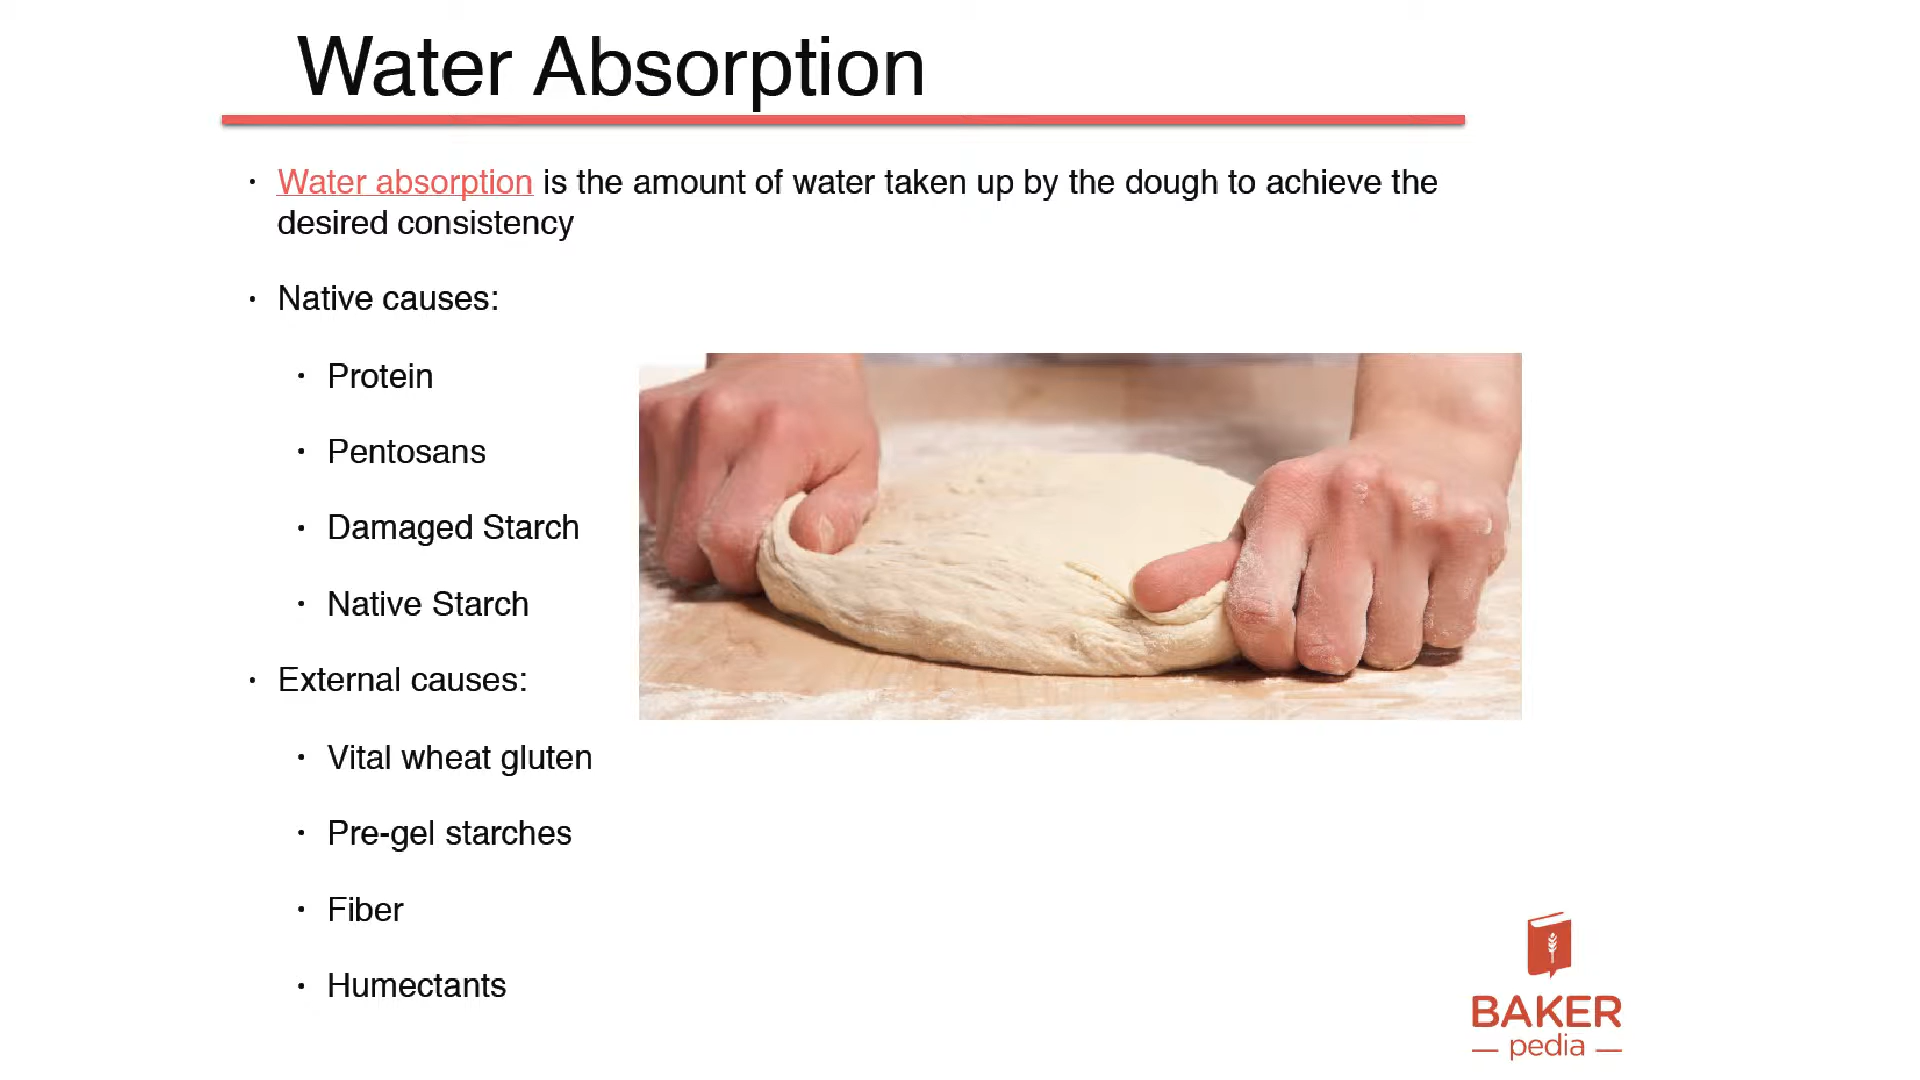 Water Absorption
· Water absorption is the amount of water taken up by the dough to achieve the
desired consistency
· Native causes:
· Protein
· Pentosans
· Damaged Starch
· Native Starch
· External causes:
· Vital wheat gluten
· Pre-gel starches
· Fiber
· Humectants
BAKER
— pedia —